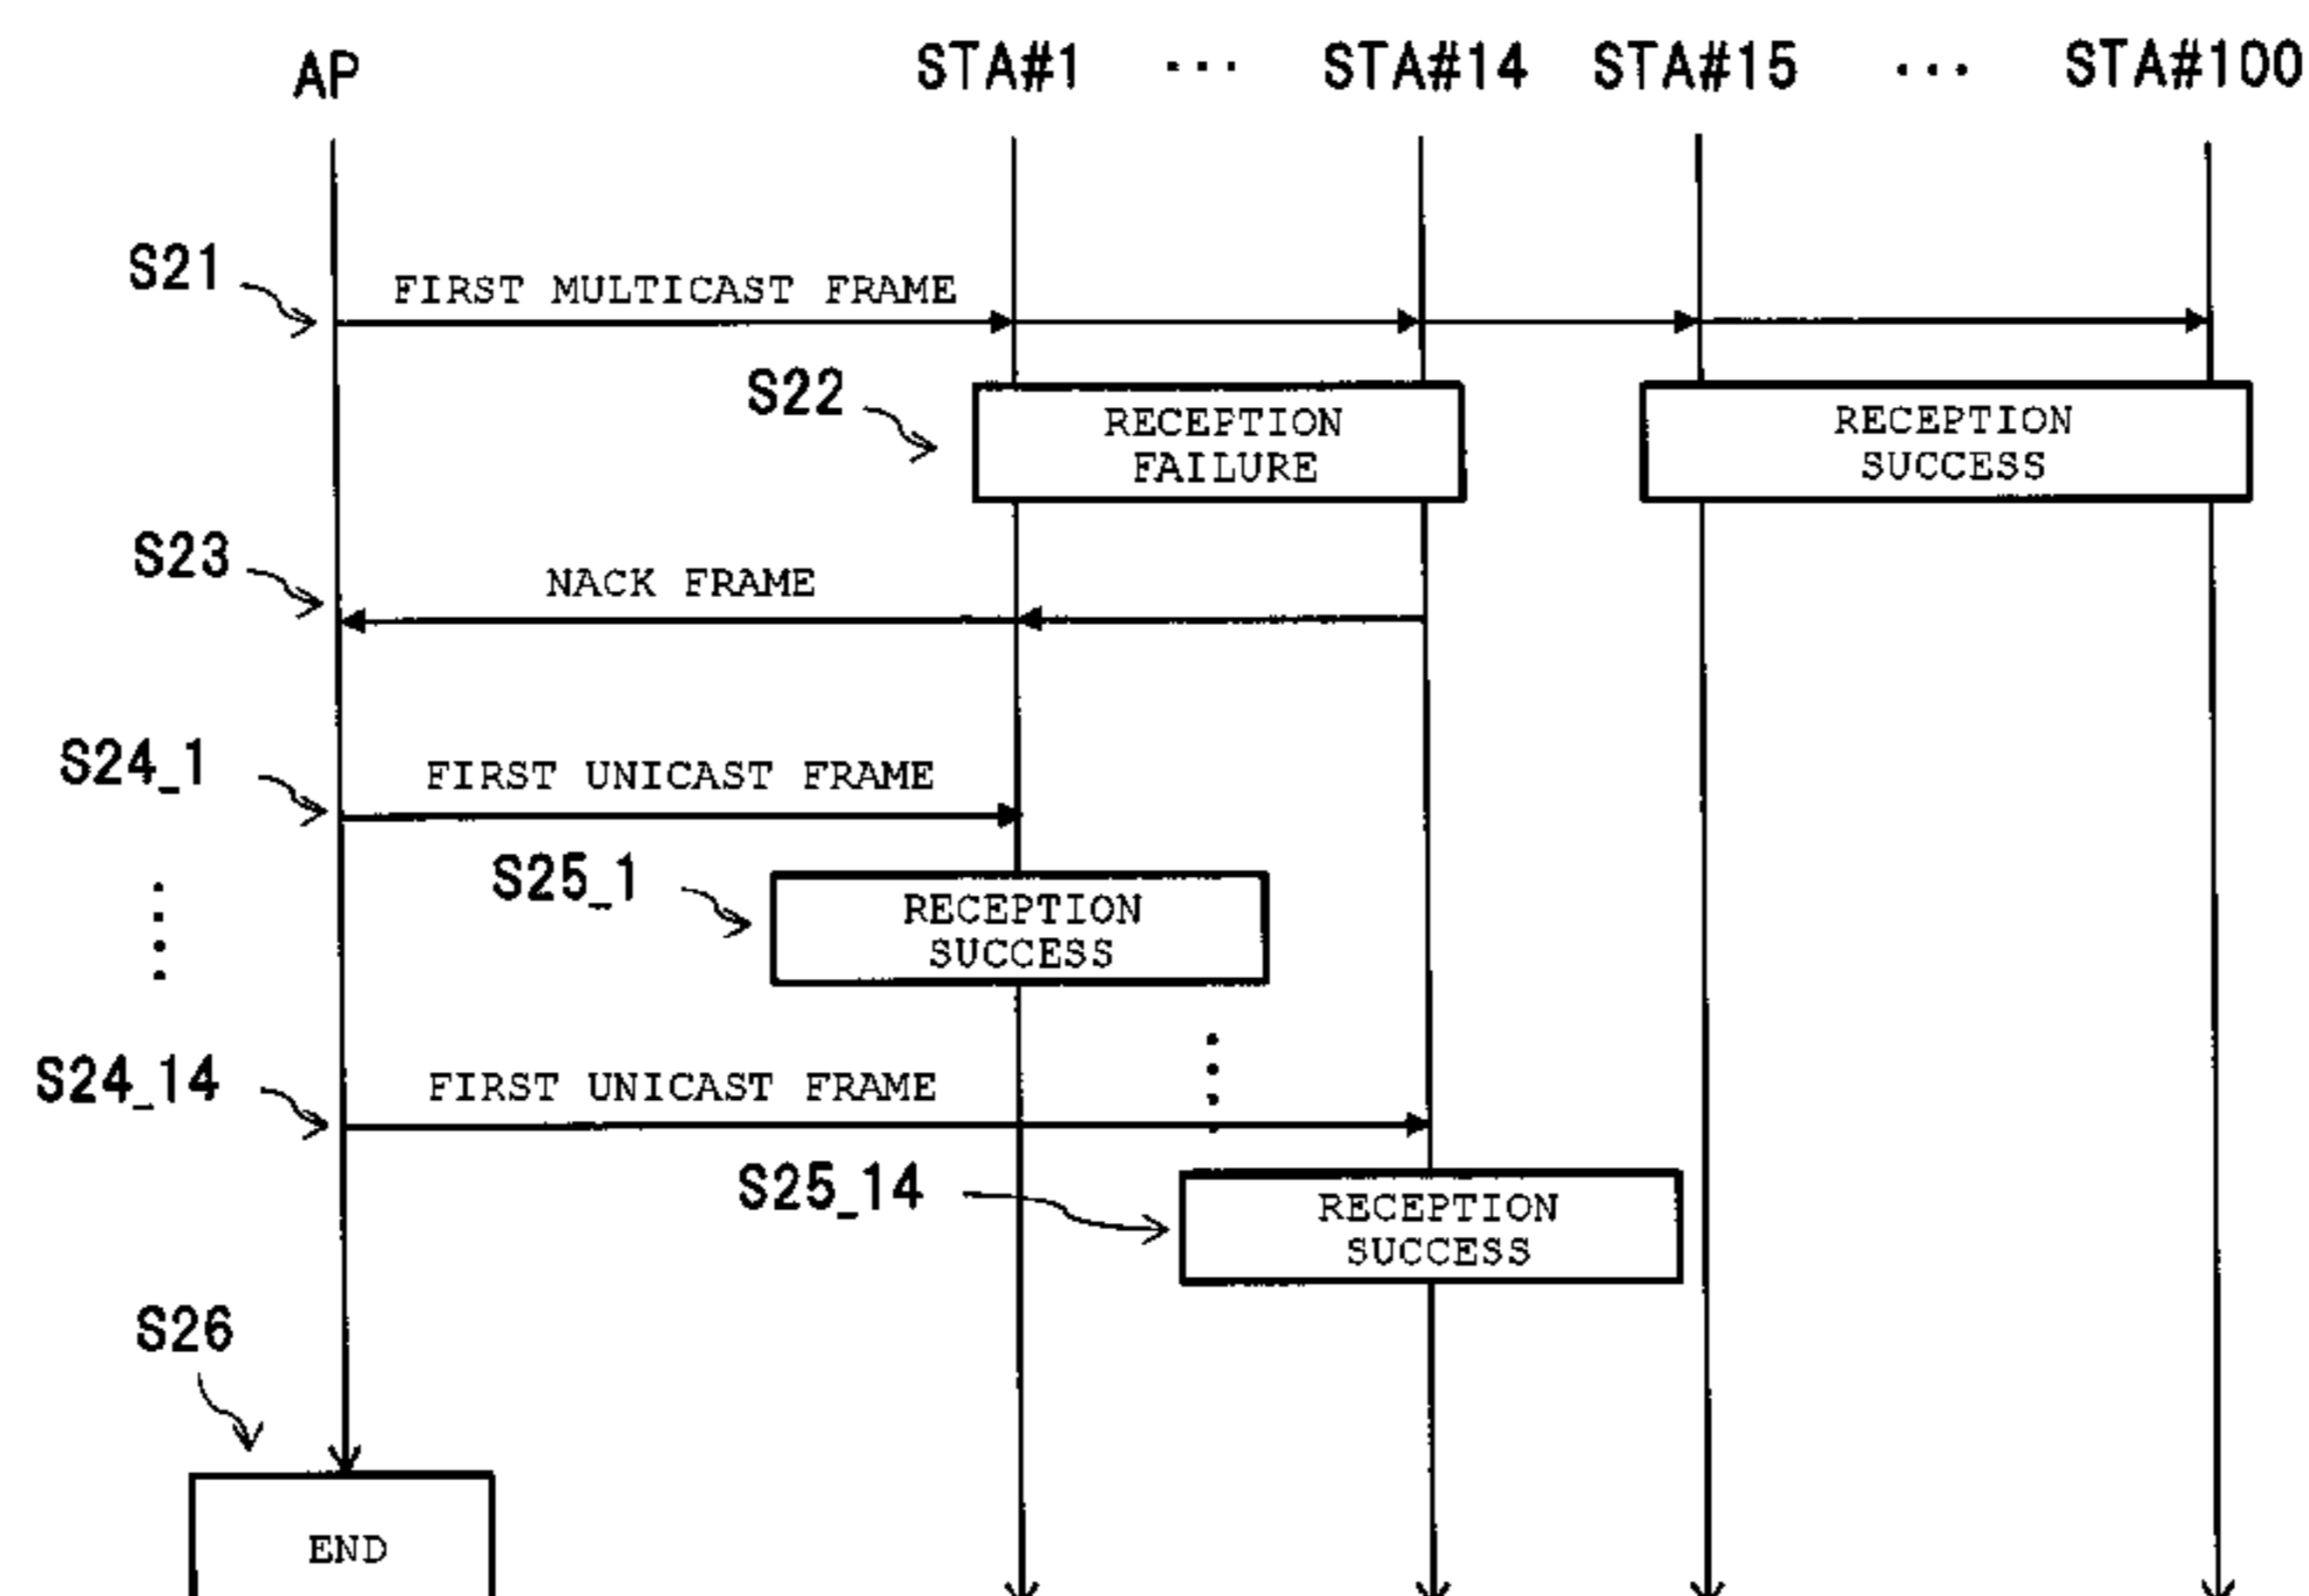 AP STA#1 ... STA#14 STA#15 ... STA#100
S21 FIRST MULTICAST FRAME
S22
RECEPTION
FAILURE
RECEPTION
SUCCESS
S23 NACK FRAME
S24_1 FIRST UNICAST FRAME
S25_1
RECEPTION
SUCCESS
S24_14 FIRST UNICAST FRAME
S25_14
RECEPTION
SUCCESS
S26
END